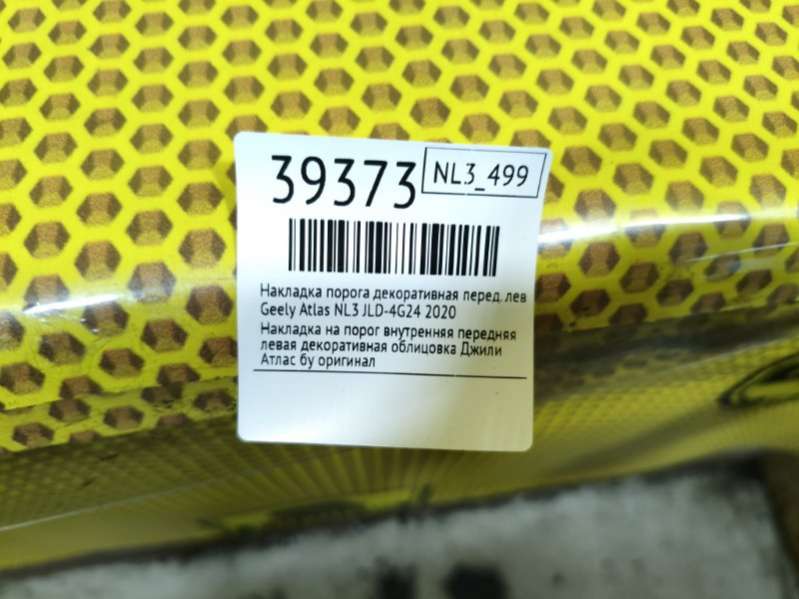 39373
NL3_499
Накладка порога декоративная перед. лев
Geely Atlas NL3 JLD-4G24 2020
Накладка на порог внутренняя передняя
левая декоративная облицовка Джили
Атлас бу оригинал